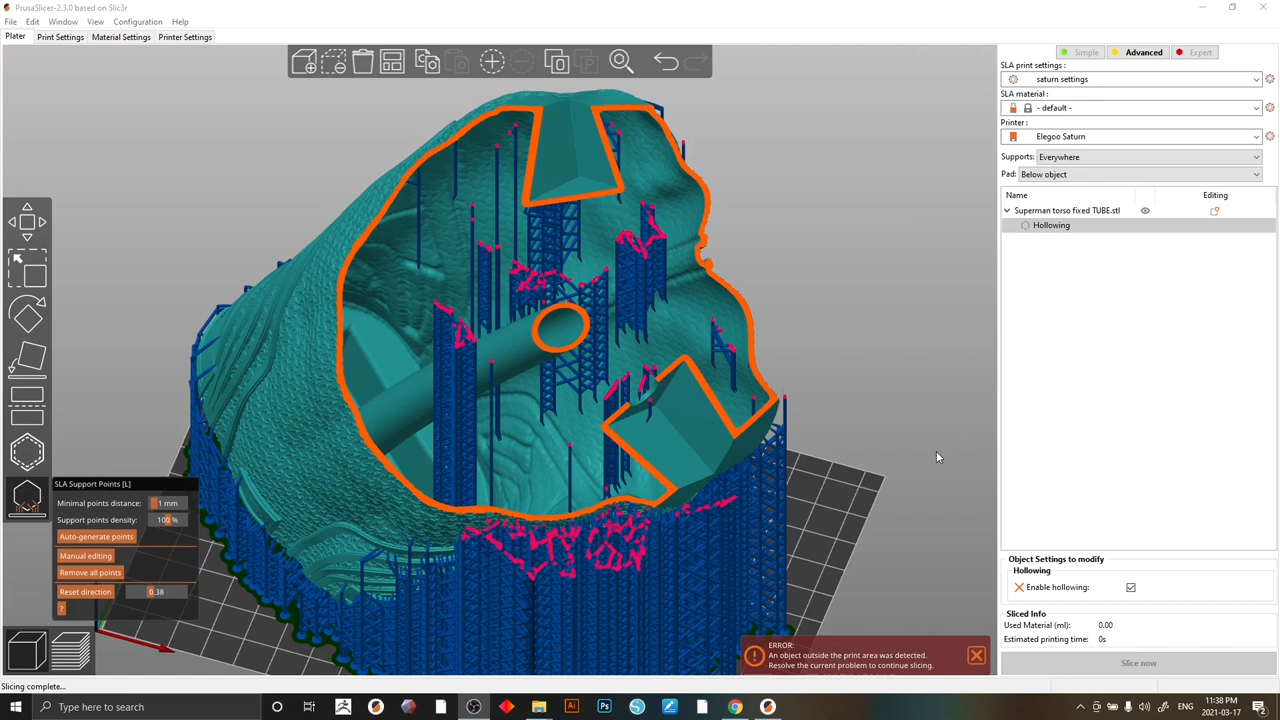 PrusaSlicer-2.3.0 based on Slic3r
File Edit Window View Configuration Help
Plater Print Settings Material Settings Printer Settings
Simple Advanced Expert
SLA print settings :
saturn settings
SLA material :
- default -
Printer :
Elegoo Saturn
Supports: Everywhere
Pad: Below object
Name Editing
Superman torso fixed TUBE.stl
Hollowing
SLA Support Points [L]
Minimal points distance: 1 mm
Support points density: 100 %
Auto-generate points
Manual editing
Remove all points
Reset direction 0.38
?
Object Settings to modify
Hollowing
Enable hollowing:
Sliced Info
Used Material (ml): 0.00
Estimated printing time: 0s
Slice now
ERROR:
An object outside the print area was detected.
Resolve the current problem to continue slicing.
Slicing complete...
Type here to search
Ai
Ps
ENG
11:38 PM
2021-03-17
2